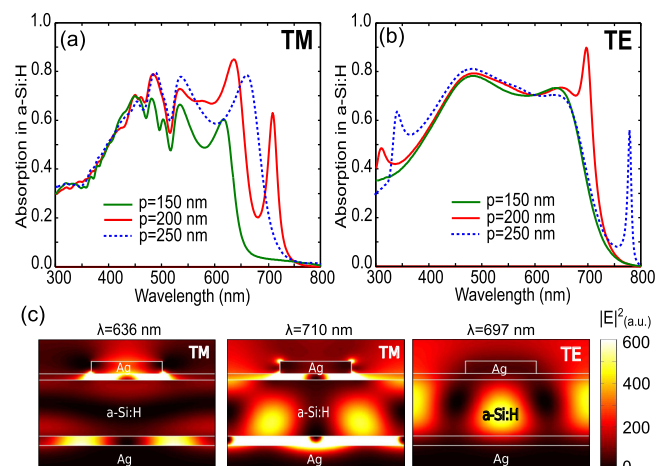 (a)
TM
Absorption in a-Si:H
1.0
0.8
0.6
0.4
0.2
0.0
p=150 nm
p=200 nm
p=250 nm
300 400 500 600 700 800
Wavelength (nm)
(b)
TE
Absorption in a-Si:H
1.0
0.8
0.6
0.4
0.2
0.0
p=150 nm
p=200 nm
p=250 nm
300 400 500 600 700 800
Wavelength (nm)
(c)
λ=636 nm
TM
Ag
a-Si:H
Ag
λ=710 nm
TM
Ag
a-Si:H
Ag
λ=697 nm
TE
Ag
a-Si:H
Ag
|E|²(a.u.)
600
400
200
0